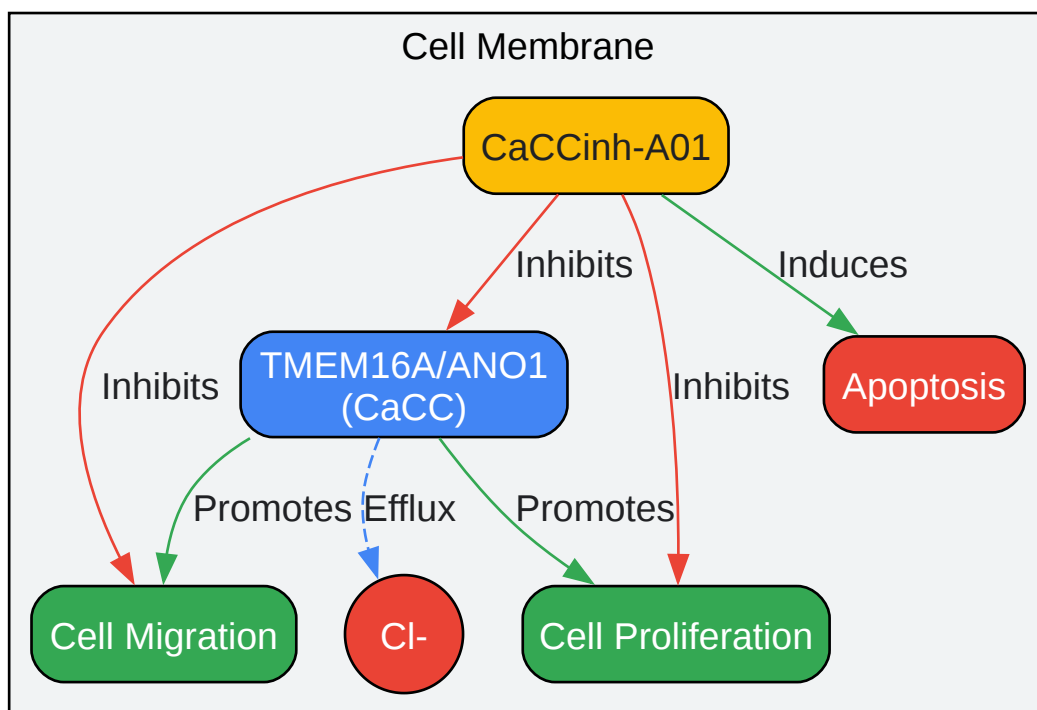 Cell Membrane
CaCCinh-A01
Inhibits
Induces
TMEM16A/ANO1
(CaCC)
Inhibits
Inhibits
Apoptosis
Promotes
Efflux
Promotes
Cell Migration
Cl-
Cell Proliferation